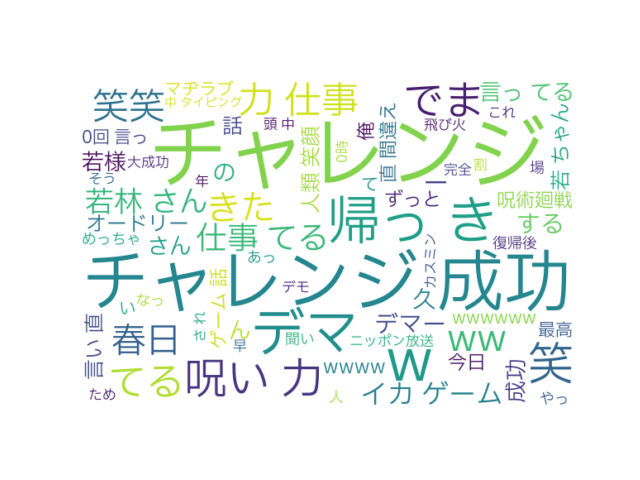 マヂラブ
笑笑
中 タイピング
力 仕事
でま
言っ てる
これ
0回 言っ
話
頭 中
俺
直 間違え
飛び火
若 ちゃんる
チャレンジ
若様
大成功
の
人類 笑顔
0時
ー
完全
割
場
そう
年
て
ずっと
呪術廻戦
若林 さん
きた
帰っ き
する
オードリー
めっちゃ
さん
仕事 てる
カスミン
復帰後
あっ
チャレンジ 成功
い
なっ
ゲーム 話
デモ
久
デマ
デマー
wwwwww
言い 直
春日
され
ん
早
聞い
ニッポン放送
ww
最高
てる
呪い 力
wwww
w
今日
成功
笑
ため
人
イカ ゲーム
やっ